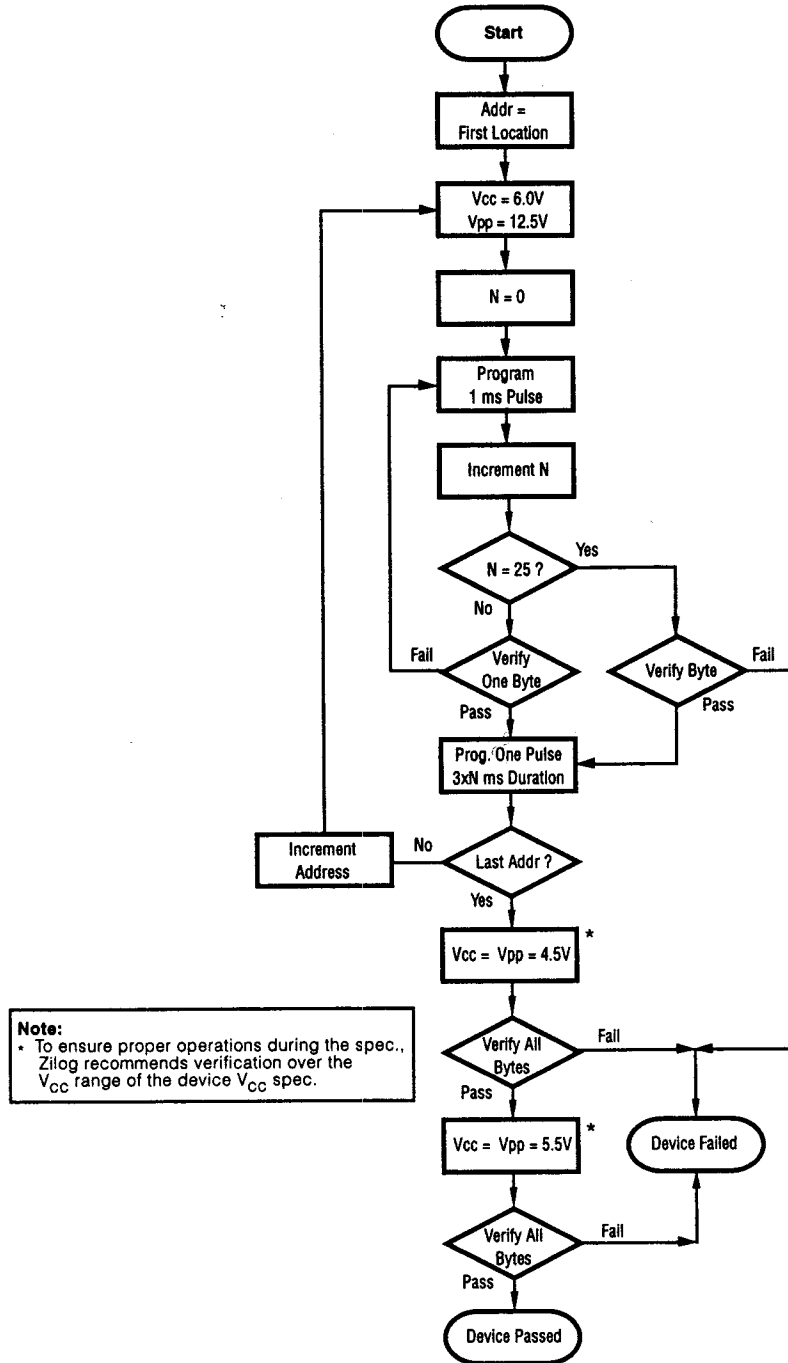 Start
Addr =
First Location
Vcc = 6.0V
Vpp = 12.5V
N = 0
Program
1 ms Pulse
Increment N
N = 25 ?
Yes
No
Verify
One Byte
Fail
Pass
Verify Byte
Fail
Pass
Prog. One Pulse
3xN ms Duration
Last Addr ?
No
Increment
Address
Yes
Vcc = Vpp = 4.5V
*
Verify All
Bytes
Fail
Pass
Vcc = Vpp = 5.5V
*
Device Failed
Verify All
Bytes
Fail
Pass
Device Passed
Note:
* To ensure proper operations during the spec.,
Zilog recommends verification over the
VCC range of the device VCC spec.